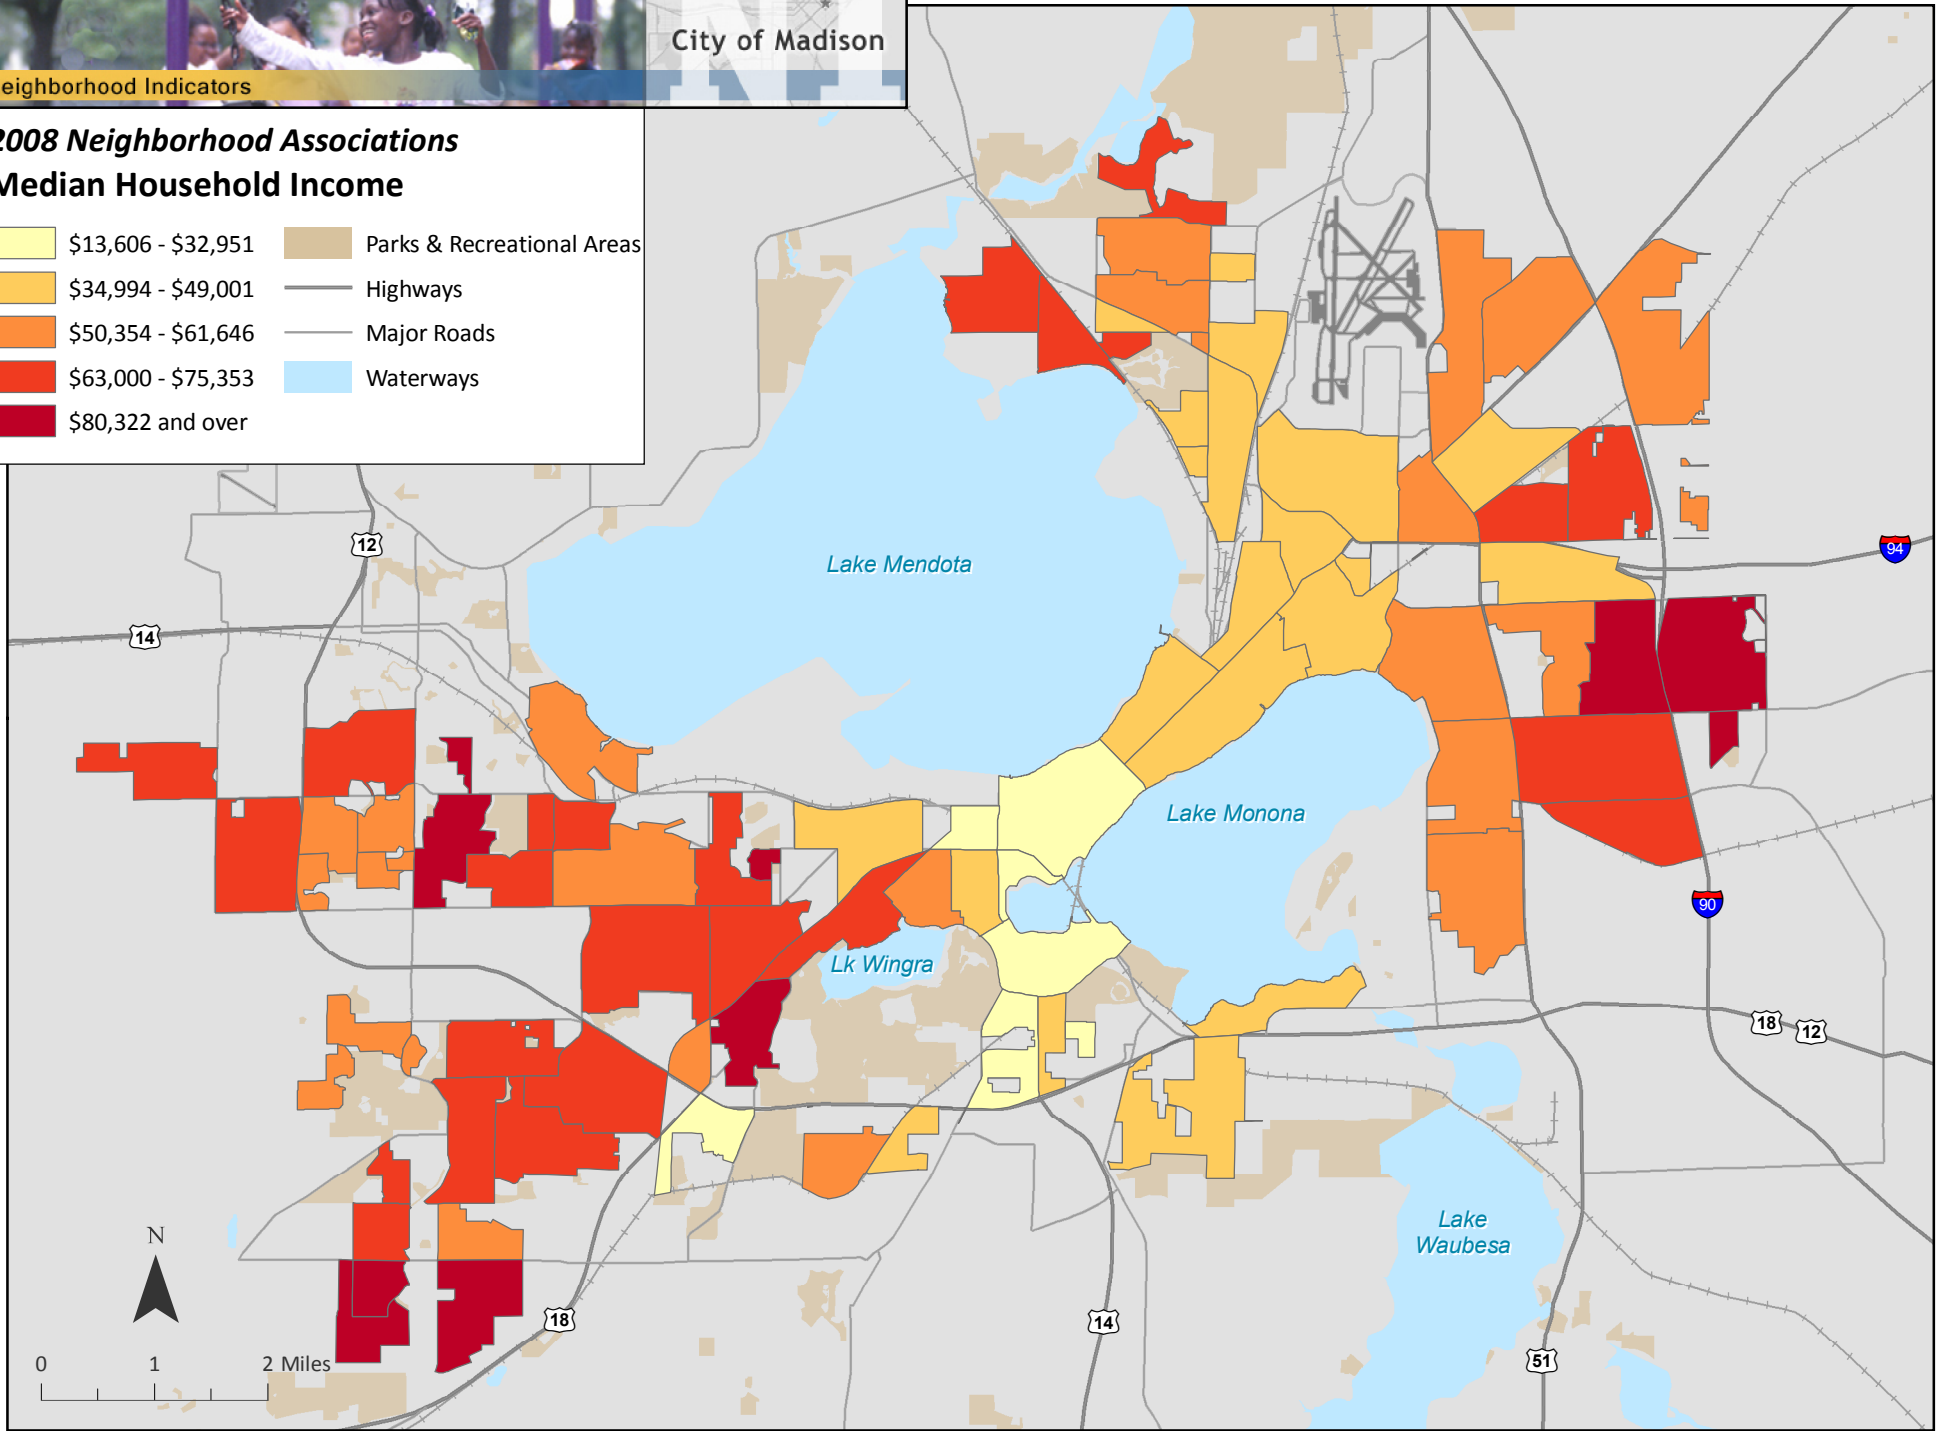 City of Madison
eighborhood Indicators
2008 Neighborhood Associations
Median Household Income
$13,606 - $32,951
$34,994 - $49,001
$50,354 - $61,646
$63,000 - $75,353
$80,322 and over
Parks & Recreational Areas
Highways
Major Roads
Waterways
12
Lake Mendota
94
14
Lake Monona
90
Lk Wingra
18
12
Lake
Waubesa
N
18
14
51
0 1 2 Miles